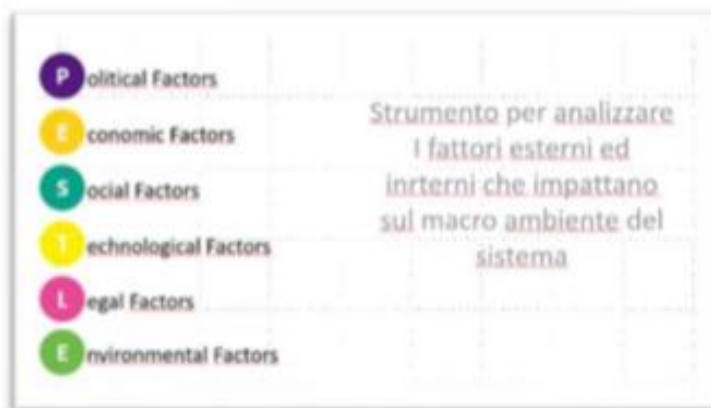 Political Factors
Economic Factors
Social Factors
Technological Factors
Legal Factors
Environmental Factors
Strumento per analizzare
I fattori esterni ed
inrterni che impattano
sul macro ambiente del
sistema